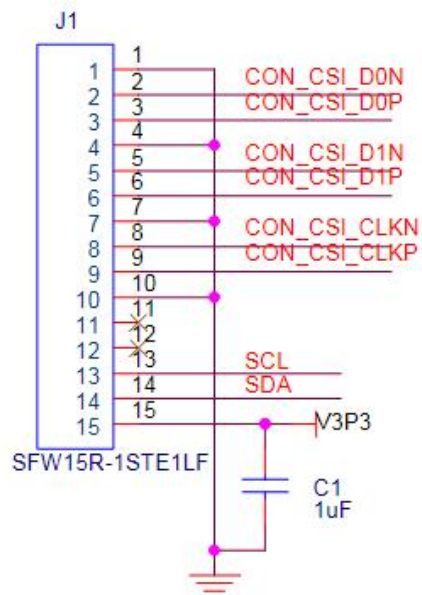 J1
1 1
2 2 CON_CSI_D0N
3 3 CON_CSI_D0P
4 4
5 5 CON_CSI_D1N
6 6 CON_CSI_D1P
7 7
8 8 CON_CSI_CLKN
9 9 CON_CSI_CLKP
10 10
11 11
12 12
13 13 SCL
14 14 SDA
15 15 V3P3
SFW15R-1STE1LF
C1
1uF